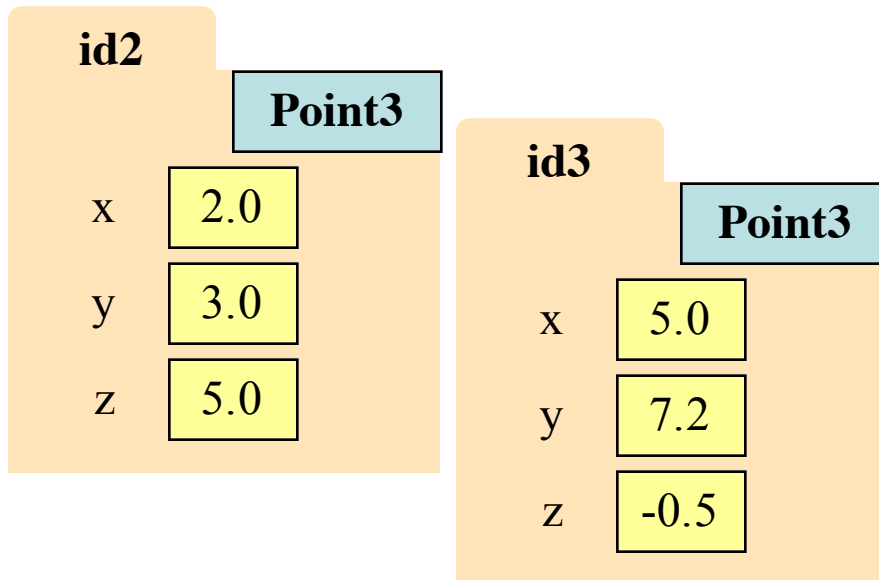 id2
Point3
x 2.0
y 3.0
z 5.0
id3
Point3
x 5.0
y 7.2
z -0.5